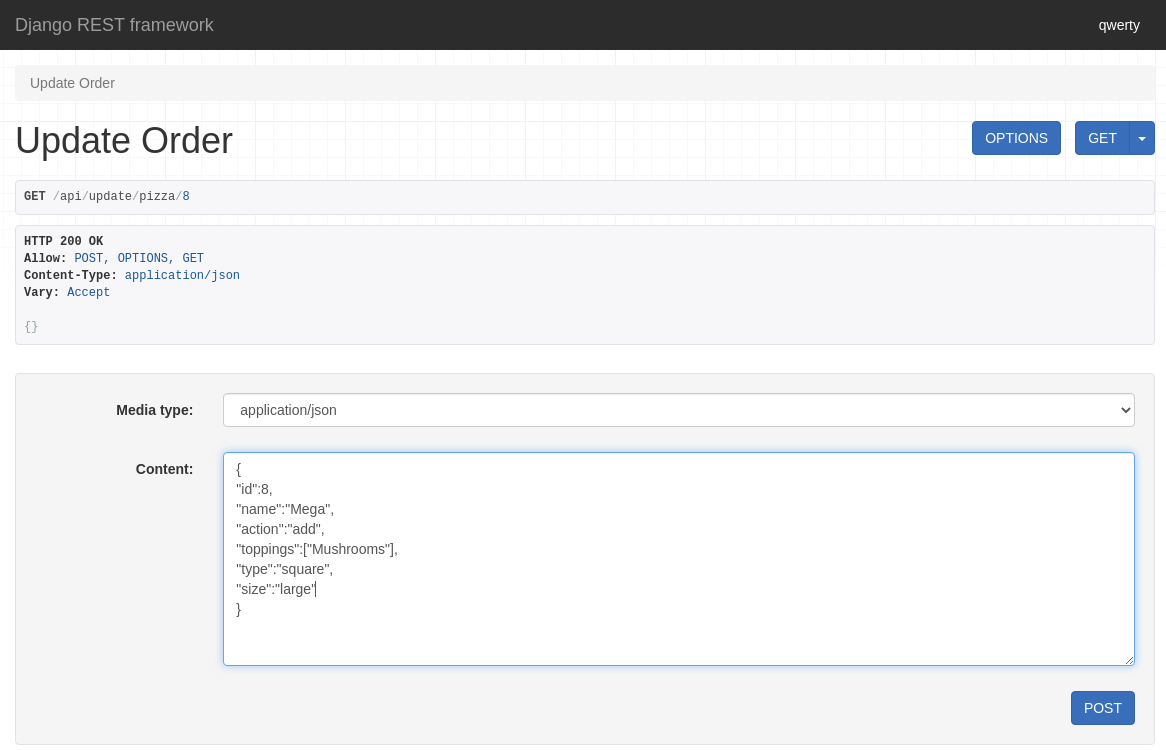 Django REST framework
qwerty
Update Order
Update Order
OPTIONS
GET
GET /api/update/pizza/8
HTTP 200 OK
Allow: POST, OPTIONS, GET
Content-Type: application/json
Vary: Accept
{}
Media type:
application/json
Content:
{
"id":8,
"name":"Mega",
"action":"add",
"toppings":["Mushrooms"],
"type":"square",
"size":"large"
}
POST